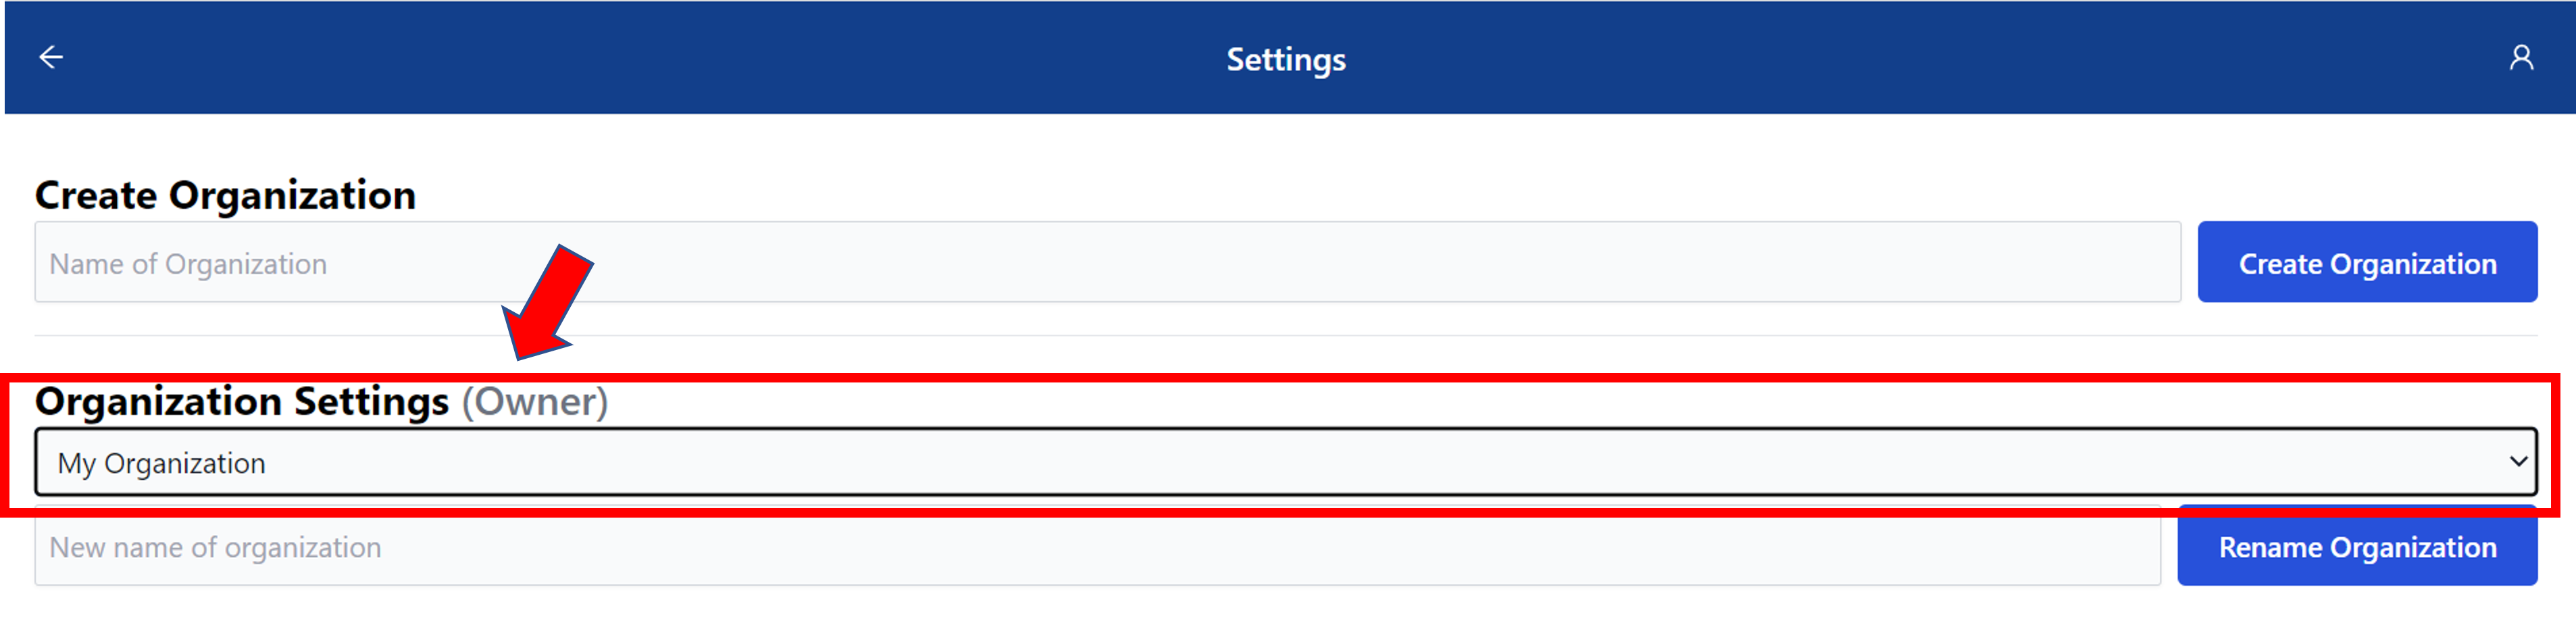 Settings
Create Organization
Name of Organization
Create Organization
Organization Settings (Owner)
My Organization
New name of organization
Rename Organization